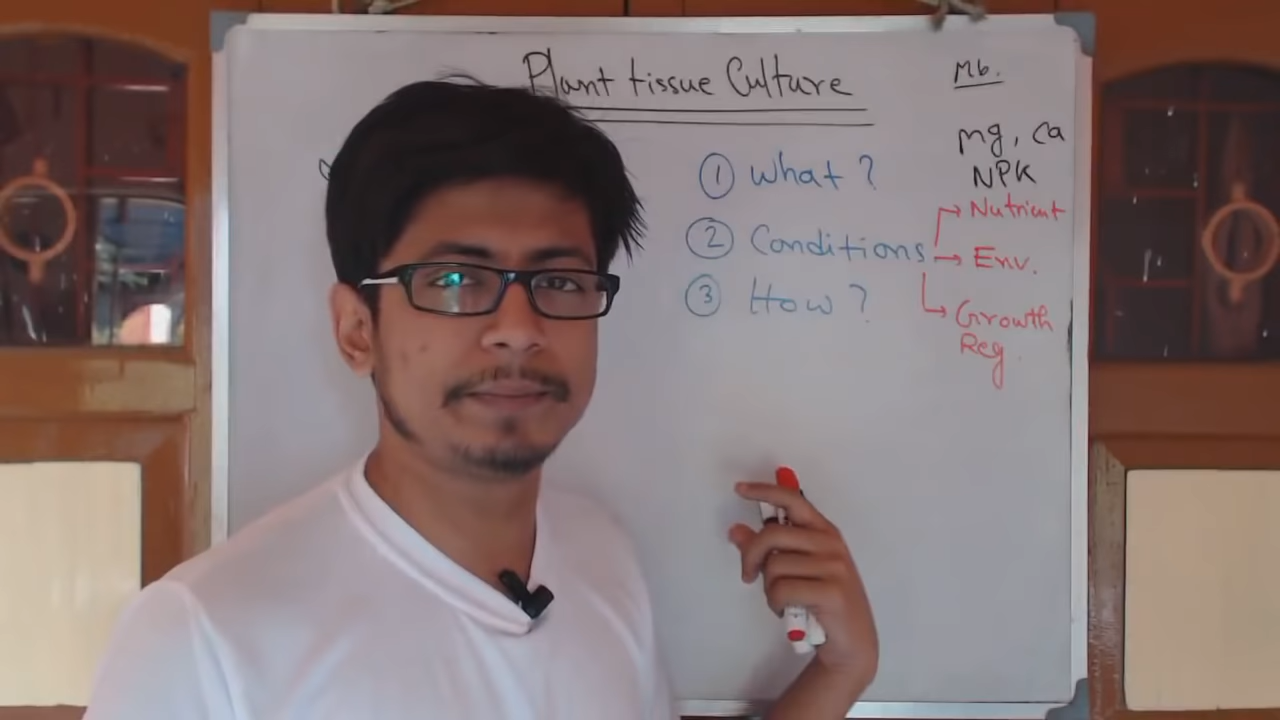 Plant tissue Culture
Mb.
mg, ca
NPK
① What ?
② Conditions
③ How ?
→ Nutrient
→ Env.
→ Growth
Reg.